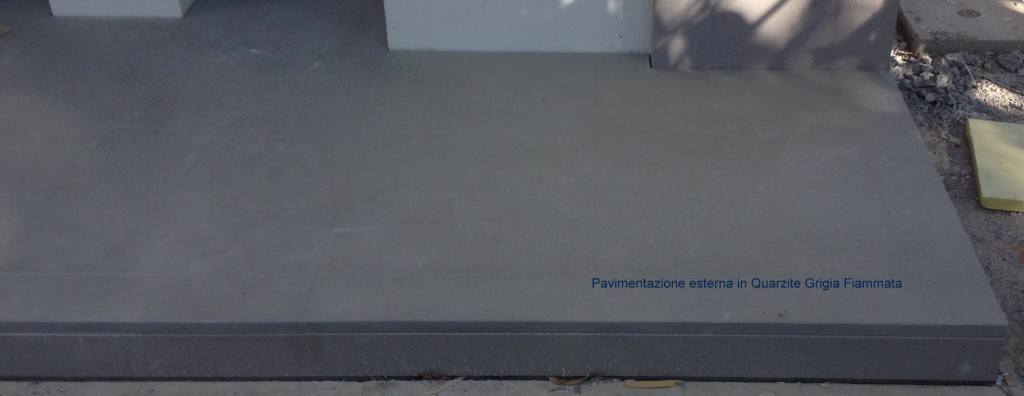 Pavimentazione esterna in Quarzite Grigia Fiammata